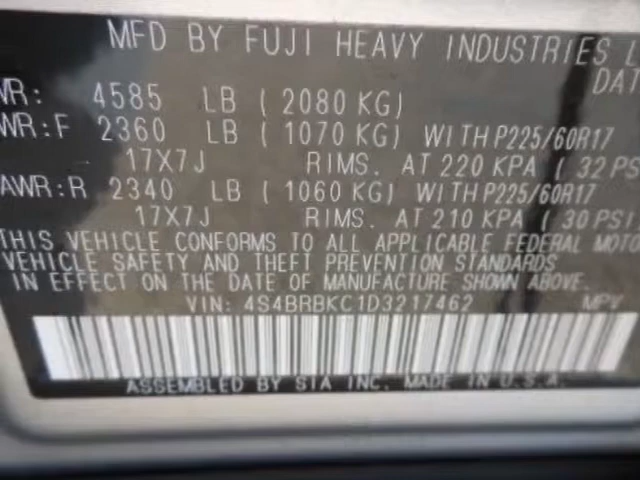 MFD BY FUJI HEAVY INDUSTRIES L
DAT
WR: 4585 LB ( 2080 KG)
WR:F 2360 LB ( 1070 KG) WITH P225/60R17
17X7J RIMS. AT 220 KPA ( 32 PS
AWR:R 2340 LB ( 1060 KG) WITH P225/60R17
17X7J RIMS. AT 210 KPA ( 30 PSI
THIS VEHICLE CONFORMS TO ALL APPLICABLE FEDERAL MOTO
VEHICLE SAFETY AND THEFT PREVENTION STANDARDS
IN EFFECT ON THE DATE OF MANUFACTURE SHOWN ABOVE.
VIN: 4S4BRBKC1D3217462 MPV
ASSEMBLED BY SIA INC. MADE IN U.S.A.